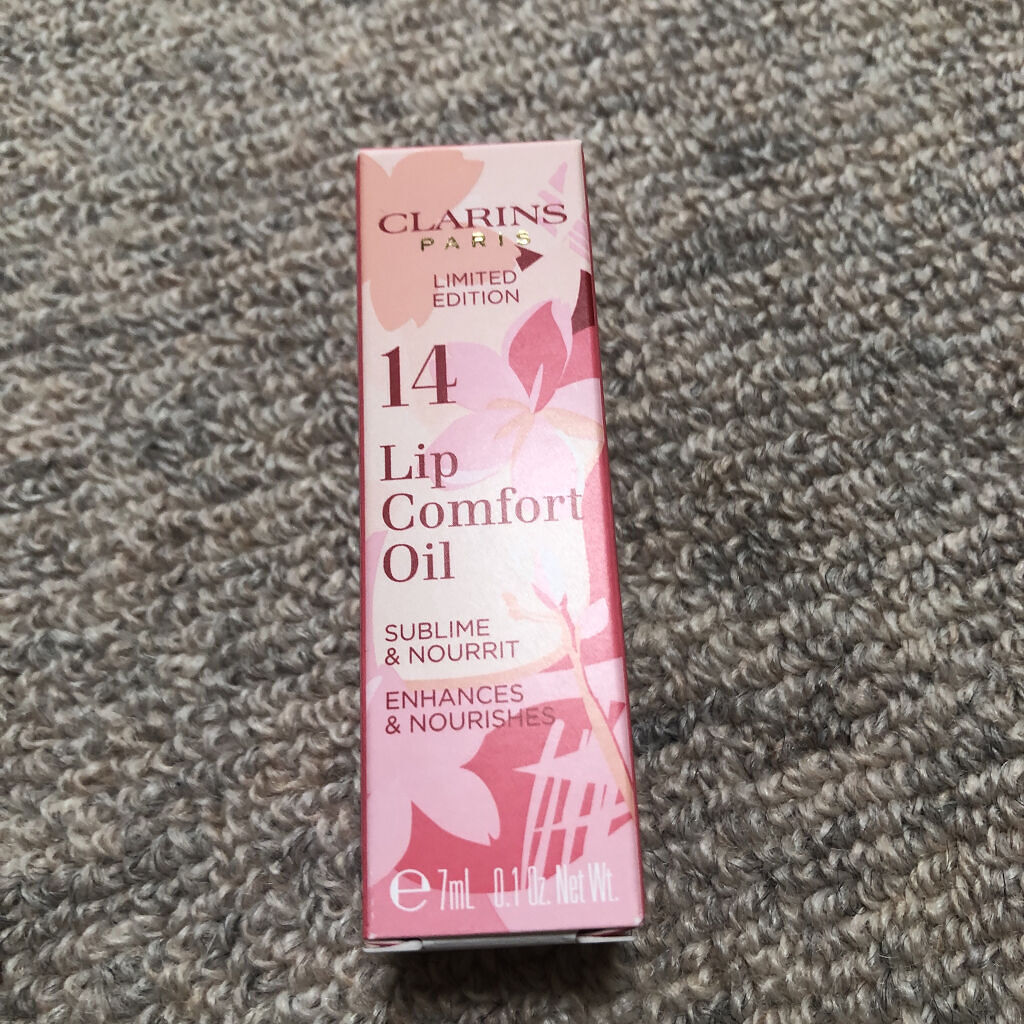 CLARINS
PARIS
LIMITED
EDITION
14
Lip
Comfort
Oil
SUBLIME
& NOURRIT
ENHANCES
& NOURISHES
e 7mL 0.1 Oz. Net Wt.